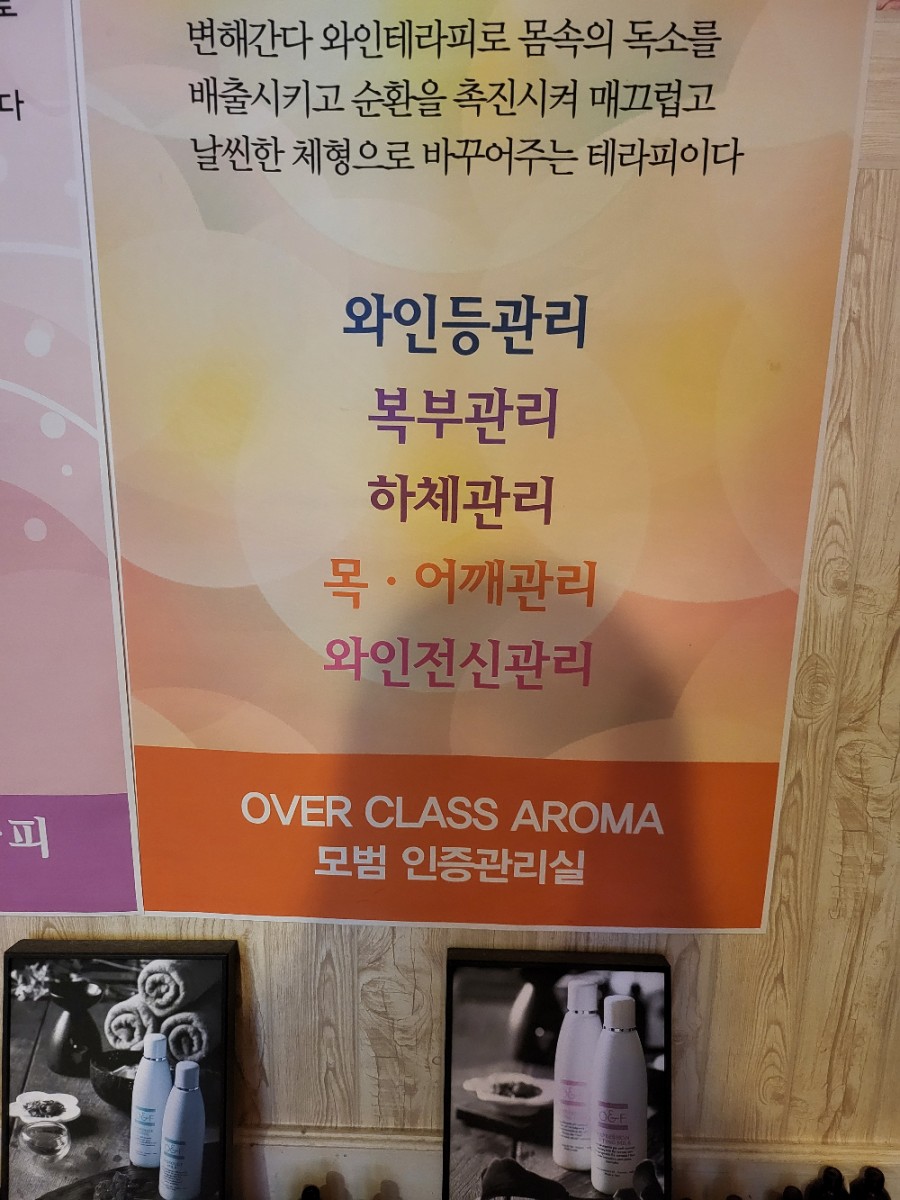 변해간다 와인테라피로 몸속의 독소를
배출시키고 순환을 촉진시켜 매끄럽고
날씬한 체형으로 바꾸어주는 테라피이다
와인등관리
복부관리
하체관리
목 · 어깨관리
와인전신관리
OVER CLASS AROMA
모범 인증관리실
다
피